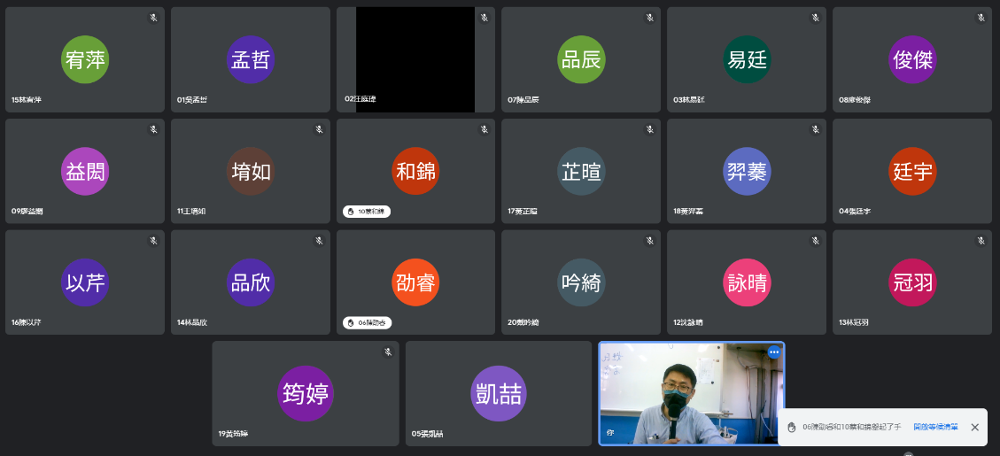 宥萍
15林宥萍
孟哲
01吳孟哲
02汪庭瑋
品辰
07陳品辰
易廷
03林易廷
俊傑
08廖俊傑
益閎
09廖益閎
堉如
11王堉如
和錦
10蔡和錦
芷暄
17黃芷暄
羿蓁
18黃羿蓁
廷宇
04張廷宇
以芹
16陳以芹
品欣
14林品欣
劭睿
06陳劭睿
吟綺
20戴吟綺
詠晴
12沈詠晴
冠羽
13林冠羽
筠婷
19黃筠婷
凱喆
05張凱喆
你
06陳劭睿和10蔡和錦舉起了手
開啟等候清單